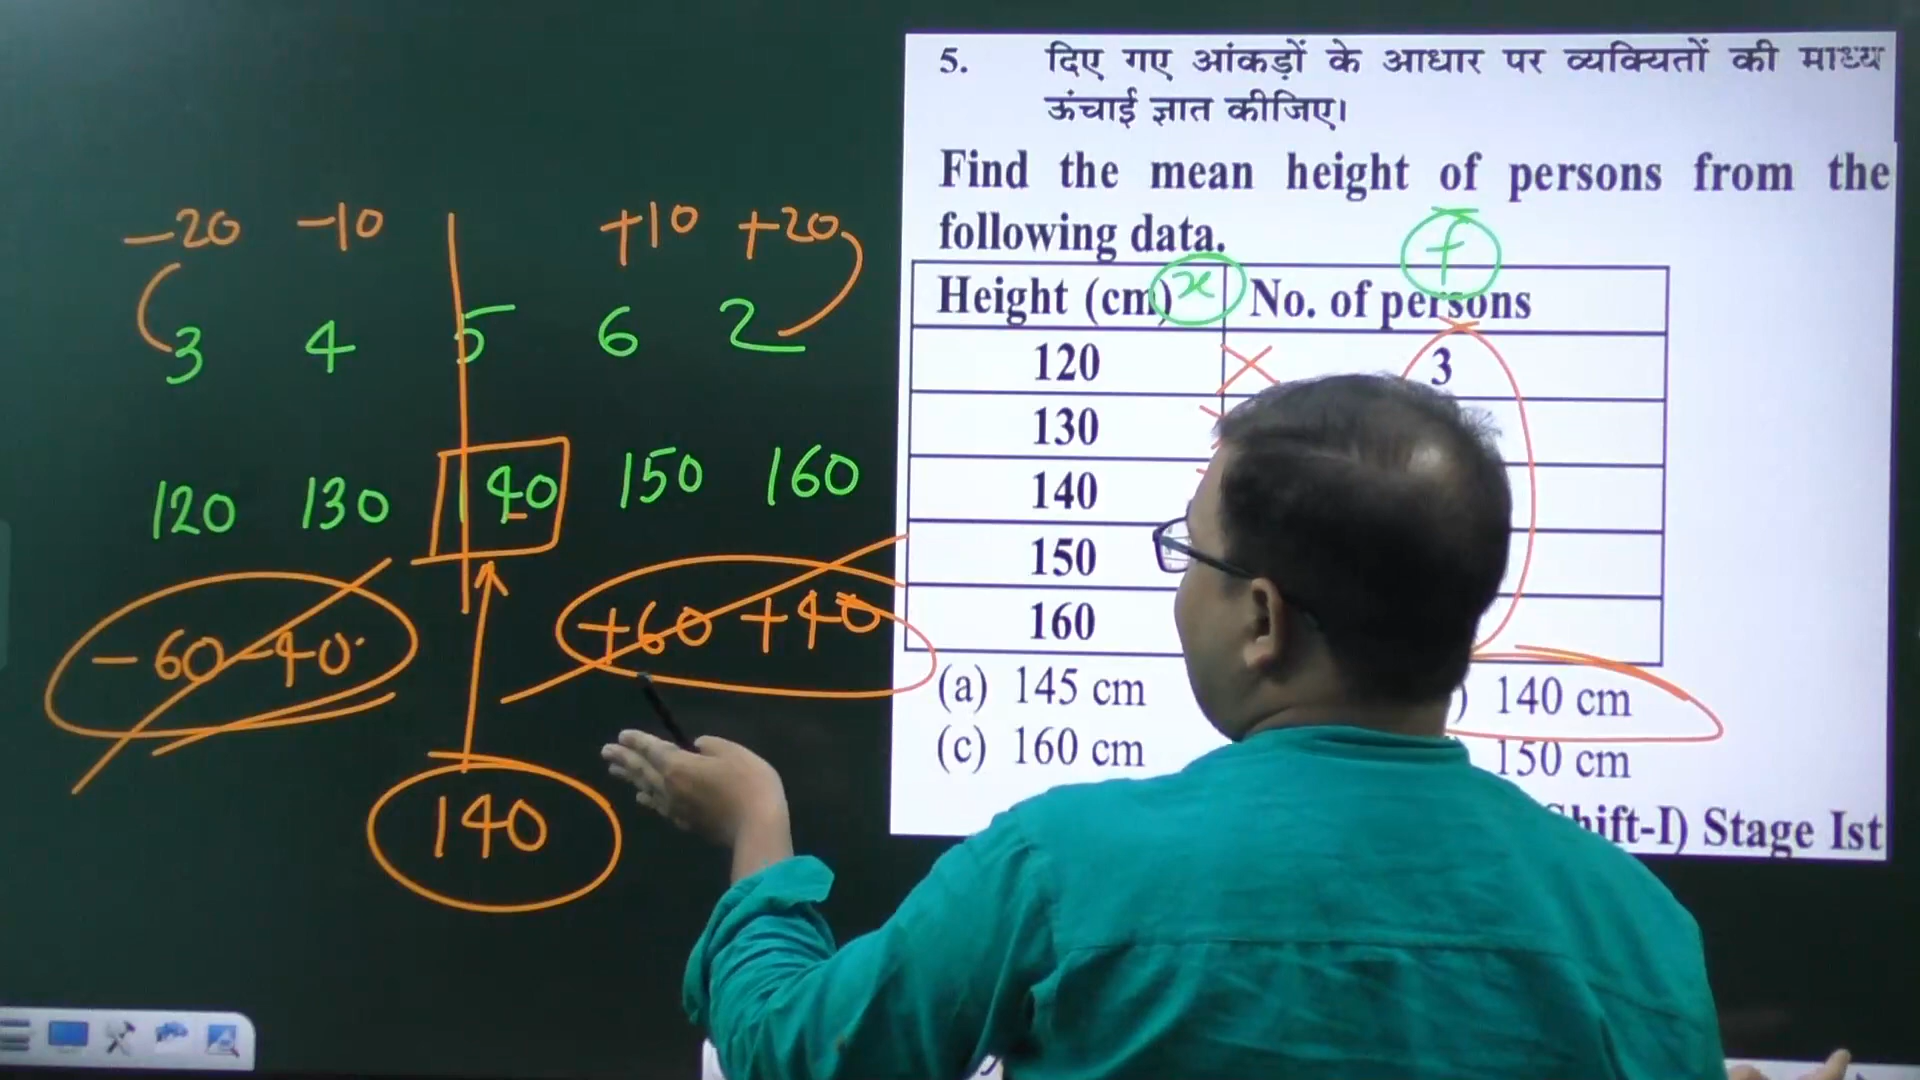 -20 -10 +10 +20
3 4 5 6 2
120 130 140 150 160
-60 -40 +60 +40
140
5. दिए गए आंकड़ों के आधार पर व्यक्यितों की माध्य
ऊंचाई ज्ञात कीजिए।
Find the mean height of persons from the
following data.
f
Height (cm) x No. of persons
120 3
130
140
150
160
(a) 145 cm ) 140 cm
(c) 160 cm 150 cm
Shift-I) Stage Ist